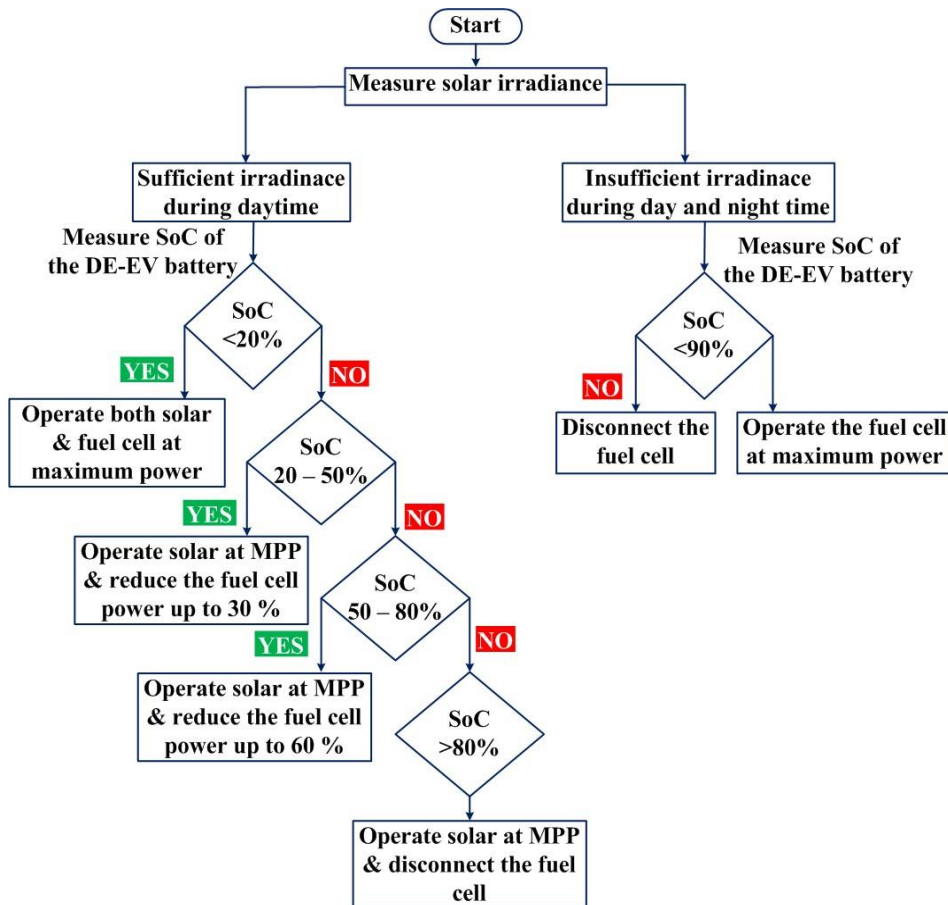 Start
Measure solar irradiance
Sufficient irradinace
during daytime
Insufficient irradinace
during day and night time
Measure SoC of
the DE-EV battery
Measure SoC of
the DE-EV battery
SoC
<20%
SoC
<90%
YES
NO
NO
Operate both solar
& fuel cell at
maximum power
SoC
20 – 50%
Disconnect the
fuel cell
Operate the fuel cell
at maximum power
YES
NO
Operate solar at MPP
& reduce the fuel cell
power up to 30 %
SoC
50 – 80%
YES
NO
Operate solar at MPP
& reduce the fuel cell
power up to 60 %
SoC
>80%
Operate solar at MPP
& disconnect the fuel
cell